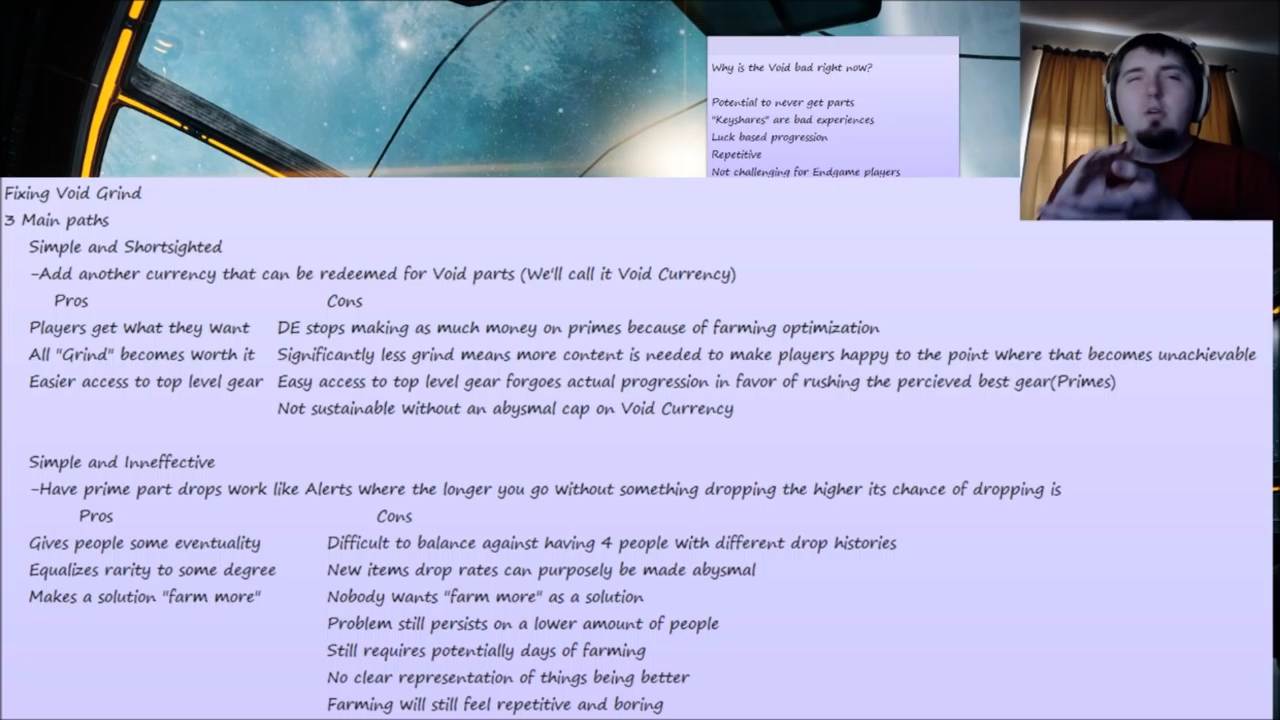 Why is the Void bad right now?
Potential to never get parts
"Keyshares" are bad experiences
Luck based progression
Repetitive
Not challenging for Endgame players
Fixing Void Grind
3 Main paths
Simple and Shortsighted
-Add another currency that can be redeemed for Void parts (We'll call it Void Currency)
Pros Cons
Players get what they want DE stops making as much money on primes because of farming optimization
All "Grind" becomes worth it Significantly less grind means more content is needed to make players happy to the point where that becomes unachievable
Easier access to top level gear Easy access to top level gear forgoes actual progression in favor of rushing the percieved best gear(Primes)
Not sustainable without an abysmal cap on Void Currency
Simple and Inneffective
-Have prime part drops work like Alerts where the longer you go without something dropping the higher its chance of dropping is
Pros Cons
Gives people some eventuality Difficult to balance against having 4 people with different drop histories
Equalizes rarity to some degree New items drop rates can purposely be made abysmal
Makes a solution "farm more" Nobody wants "farm more" as a solution
Problem still persists on a lower amount of people
Still requires potentially days of farming
No clear representation of things being better
Farming will still feel repetitive and boring